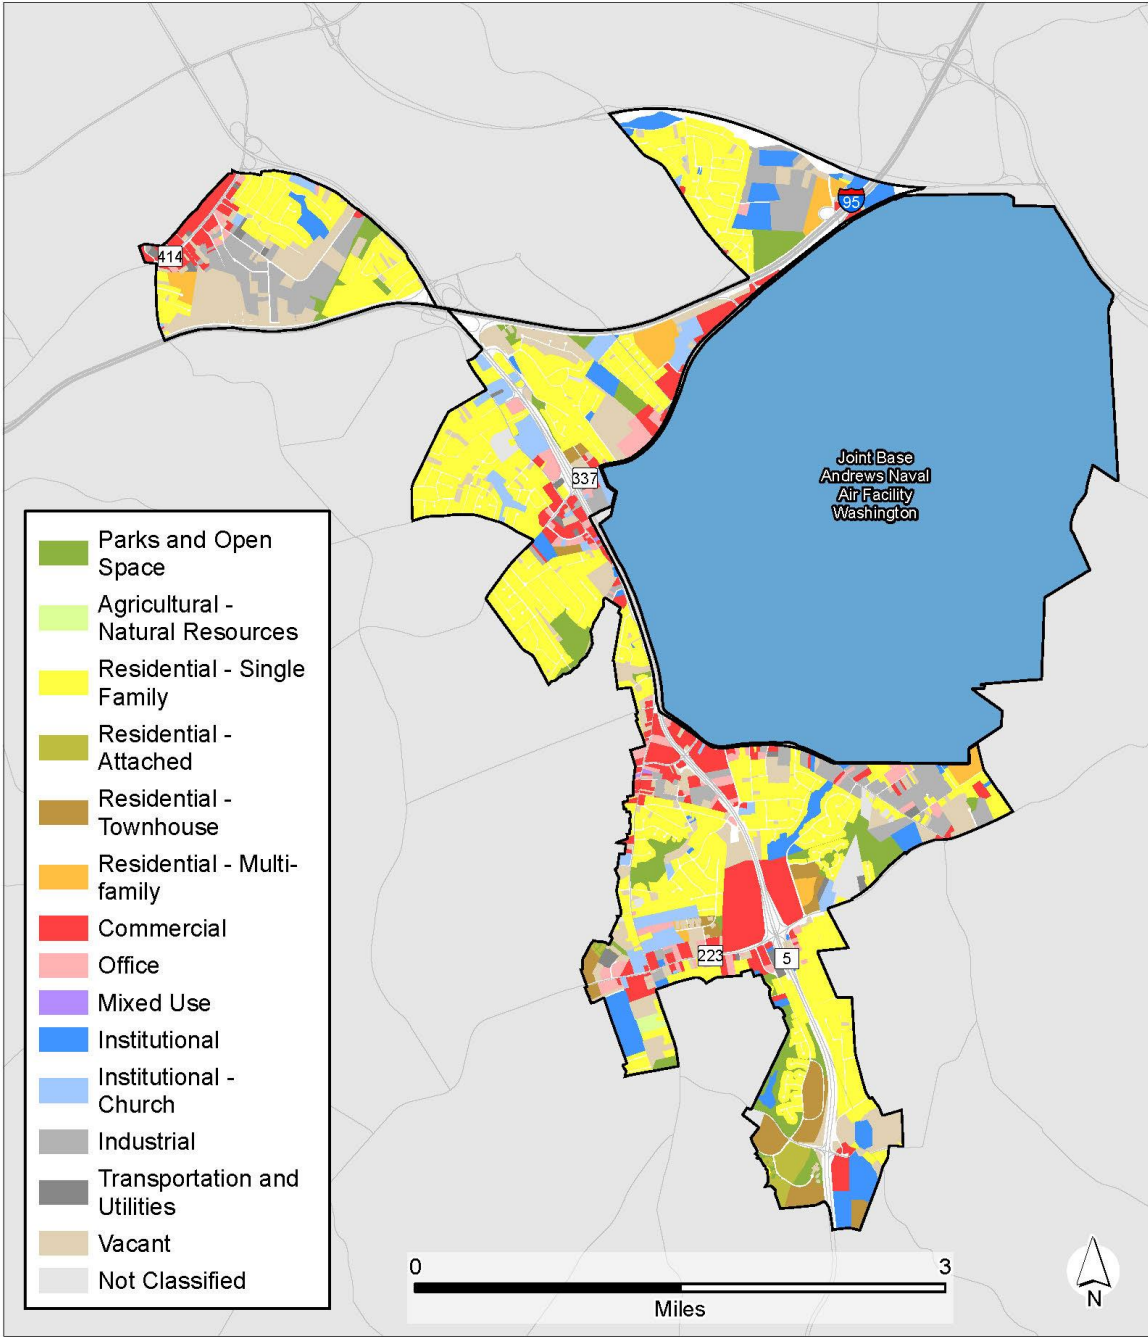 95
414
Joint Base
Andrews Naval
Air Facility
Washington
337
Parks and Open
Space
Agricultural -
Natural Resources
Residential - Single
Family
Residential -
Attached
Residential -
Townhouse
Residential - Multi-
family
Commercial
Office
Mixed Use
Institutional
Institutional -
Church
Industrial
Transportation and
Utilities
Vacant
Not Classified
223
5
0
3
Miles
N